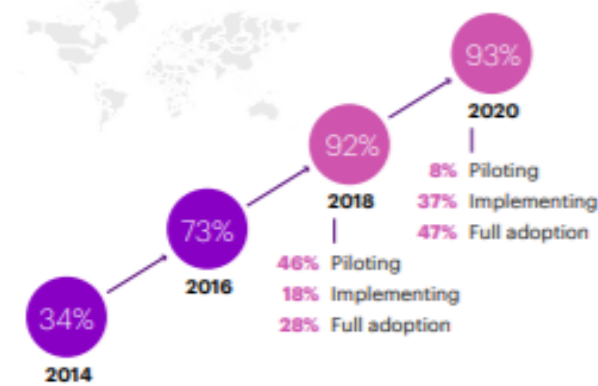 93%
2020
8% Piloting
37% Implementing
47% Full adoption
92%
2018
46% Piloting
18% Implementing
28% Full adoption
73%
2016
34%
2014